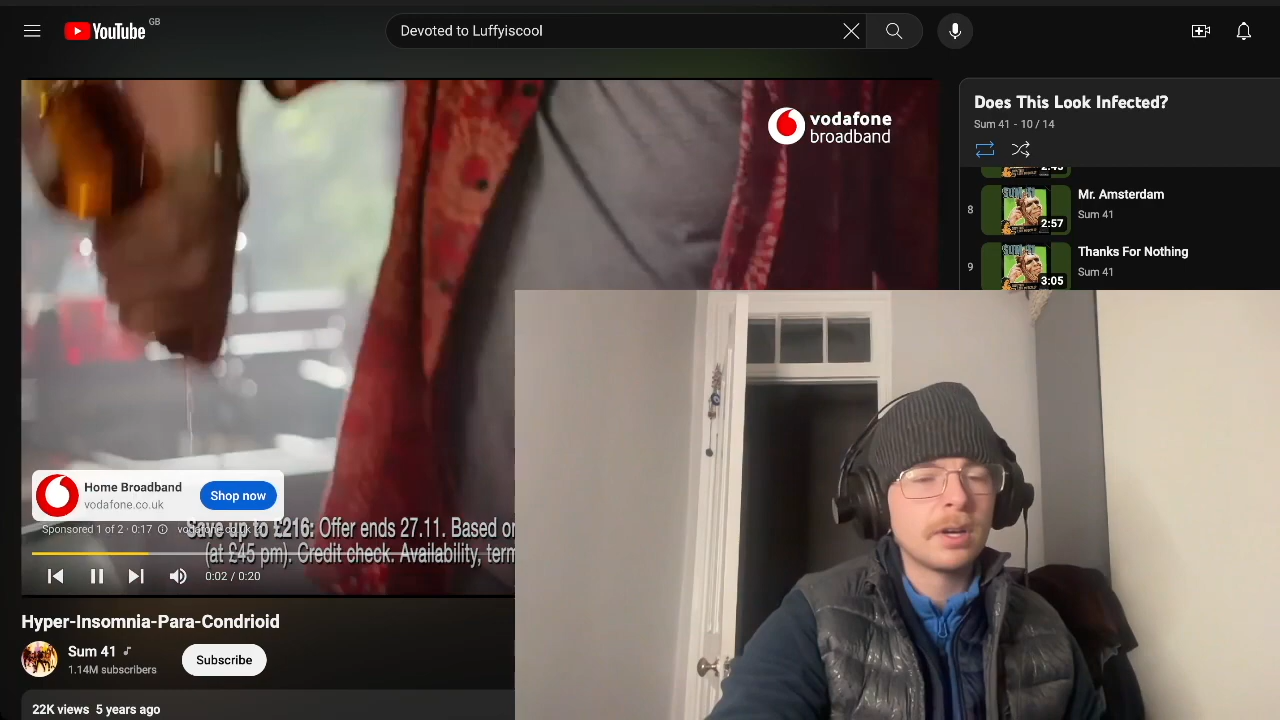 YouTube GB
Devoted to Luffyiscool
vodafone
broadband
Does This Look Infected?
Sum 41 - 10 / 14
8
Mr. Amsterdam
Sum 41
2:57
9
Thanks For Nothing
Sum 41
3:05
Home Broadband
vodafone.co.uk
Shop now
Sponsored 1 of 2 · 0:17
Save up to £216: Offer ends 27.11. Based
(at £45 pm). Credit check. Availability,
0:02 / 0:20
Hyper-Insomnia-Para-Condrioid
Sum 41
1.14M subscribers
Subscribe
22K views 5 years ago